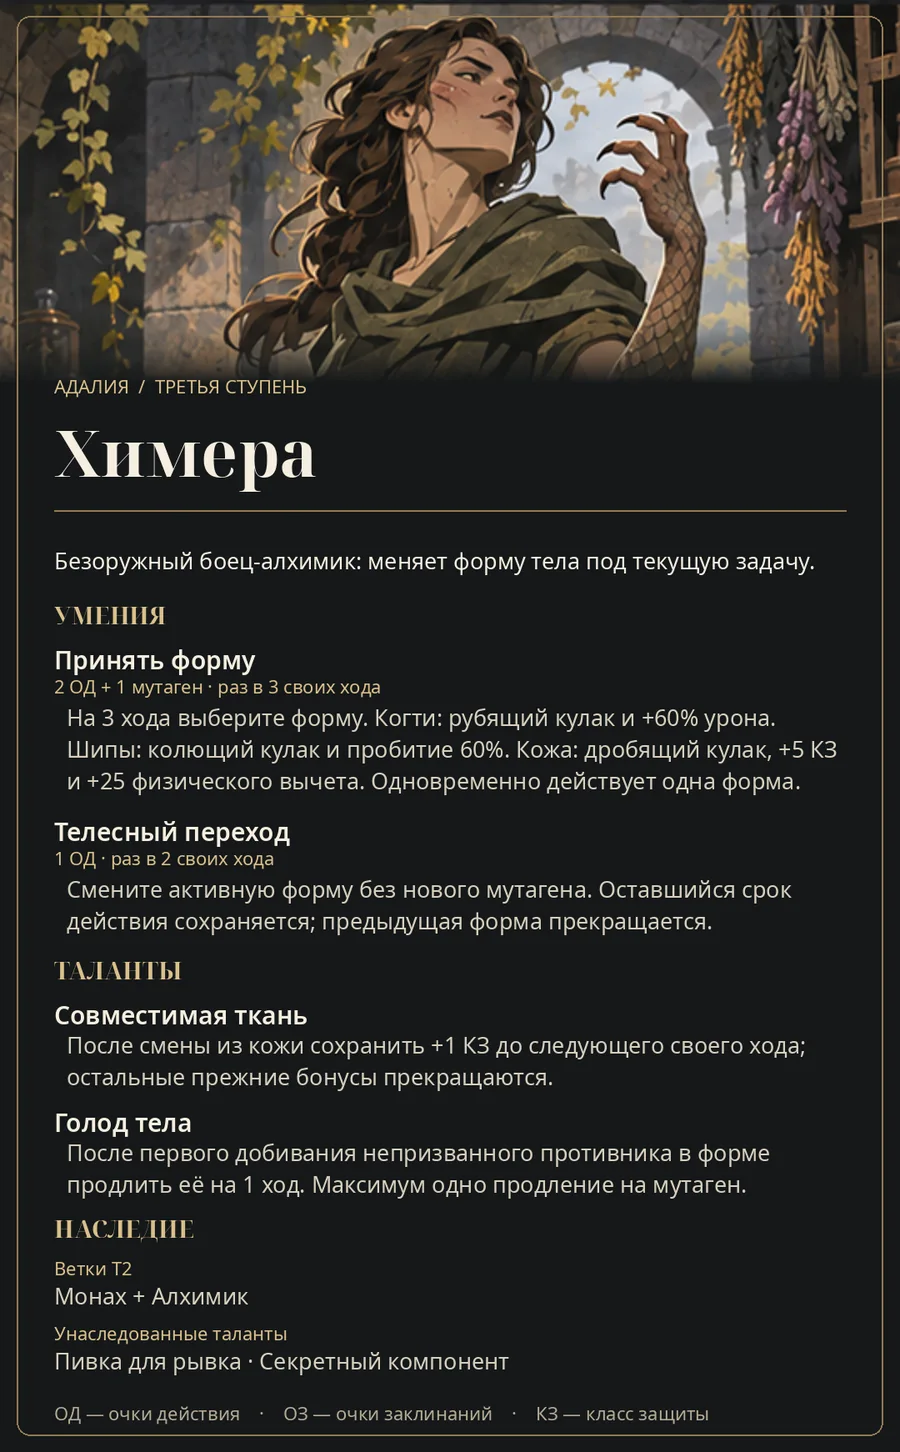 АДАЛИЯ / ТРЕТЬЯ СТУПЕНЬ
Химера
Безоружный боец-алхимик: меняет форму тела под текущую задачу.
УМЕНИЯ
Принять форму
2 ОД + 1 мутаген · раз в 3 своих хода
На 3 хода выберите форму. Когти: рубящий кулак и +60% урона.
Шипы: колющий кулак и пробитие 60%. Кожа: дробящий кулак, +5 КЗ
и +25 физического вычета. Одновременно действует одна форма.
Телесный переход
1 ОД · раз в 2 своих хода
Смените активную форму без нового мутагена. Оставшийся срок
действия сохраняется; предыдущая форма прекращается.
ТАЛАНТЫ
Совместимая ткань
После смены из кожи сохранить +1 КЗ до следующего своего хода;
остальные прежние бонусы прекращаются.
Голод тела
После первого добивания непризванного противника в форме
продлить её на 1 ход. Максимум одно продление на мутаген.
НАСЛЕДИЕ
Ветки Т2
Монах + Алхимик
Унаследованные таланты
Пивка для рывка · Секретный компонент
ОД — очки действия · ОЗ — очки заклинаний · КЗ — класс защиты